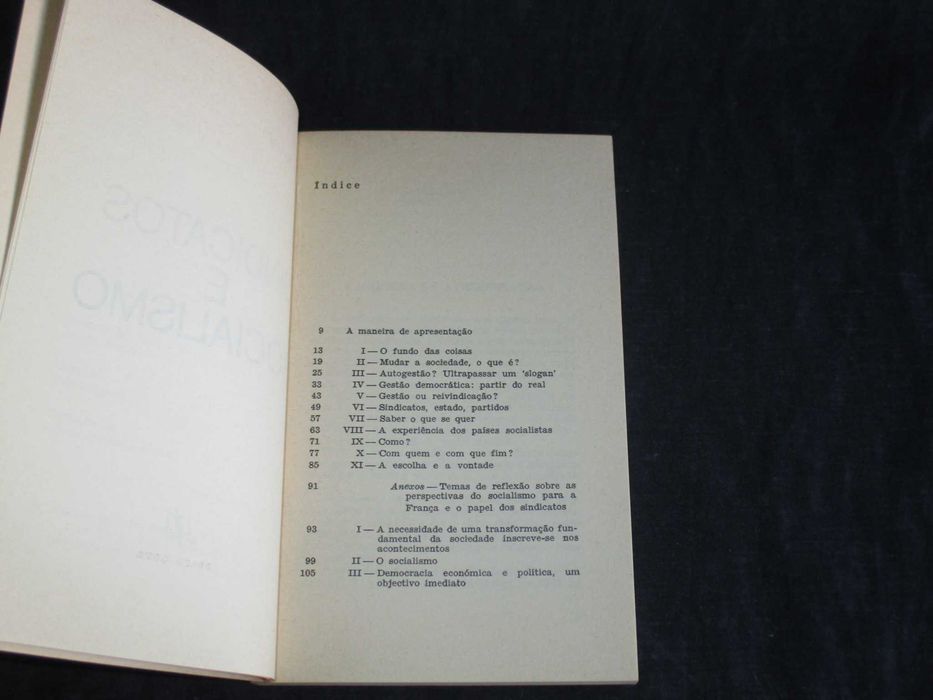 Índice
9 A maneira de apresentação
13 I — O fundo das coisas
19 II — Mudar a sociedade, o que é?
25 III — Autogestão? Ultrapassar um 'slogan'
33 IV — Gestão democrática: partir do real
43 V — Gestão ou reivindicação?
49 VI — Sindicatos, estado, partidos
57 VII — Saber o que se quer
63 VIII — A experiência dos países socialistas
71 IX — Como?
77 X — Com quem e com que fim?
85 XI — A escolha e a vontade
91 Anexos — Temas de reflexão sobre as
perspectivas do socialismo para a
França e o papel dos sindicatos
93 I — A necessidade de uma transformação fun-
damental da sociedade inscreve-se nos
acontecimentos
99 II — O socialismo
105 III — Democracia económica e política, um
objectivo imediato